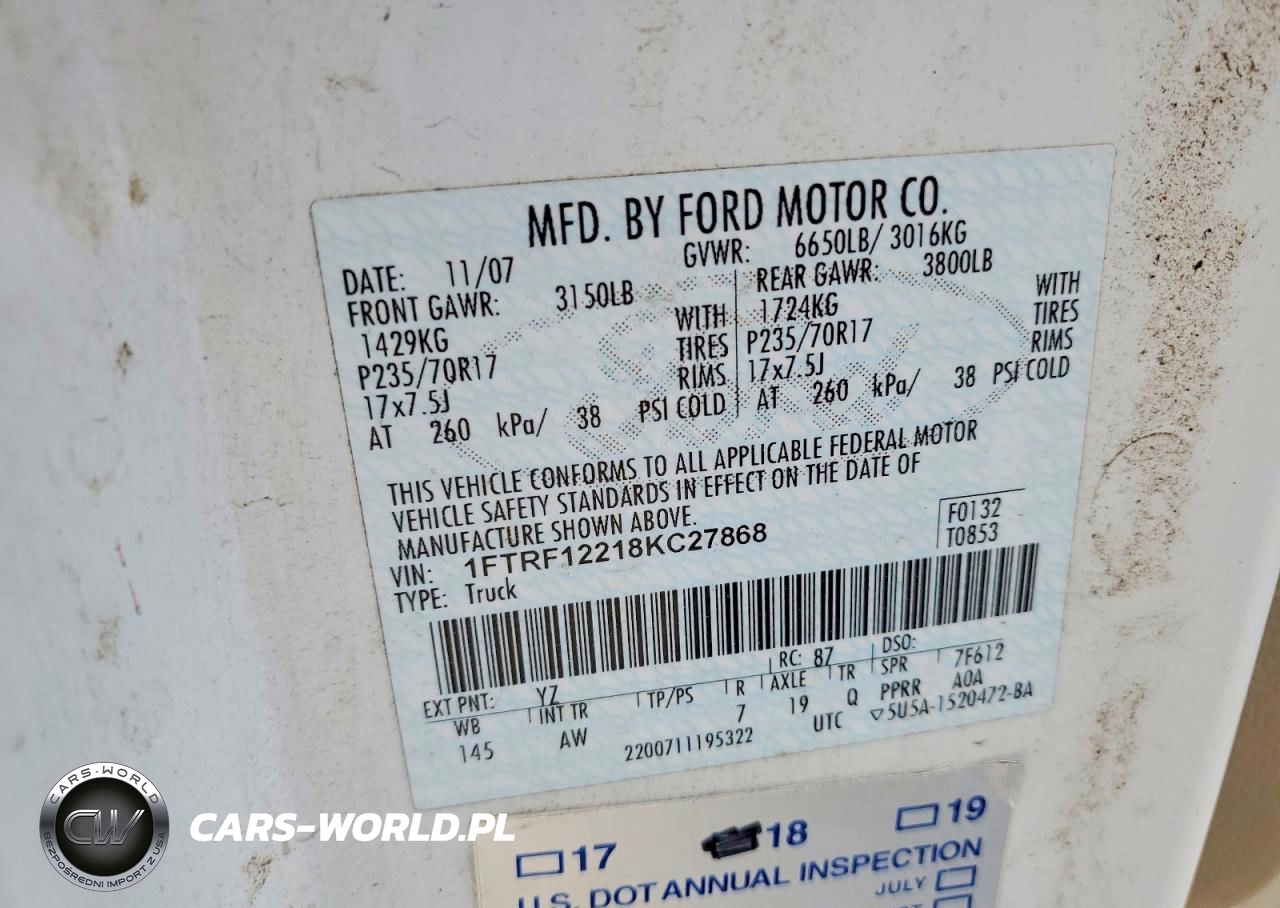 MFD. BY FORD MOTOR CO.
DATE: 11/07 GVWR: 6650LB/ 3016KG
FRONT GAWR: 3150LB REAR GAWR: 3800LB
1429KG WITH 1724KG WITH
P235/70R17 TIRES P235/70R17 TIRES
17x7.5J RIMS 17x7.5J RIMS
AT 260 kPa/ 38 PSI COLD AT 260 kPa/ 38 PSI COLD
THIS VEHICLE CONFORMS TO ALL APPLICABLE FEDERAL MOTOR
VEHICLE SAFETY STANDARDS IN EFFECT ON THE DATE OF
MANUFACTURE SHOWN ABOVE.
F0132
T0853
VIN: 1FTRF12218KC27868
TYPE: Truck
EXT PNT: YZ RC: 87 DSO:
WB INT TR TP/PS R AXLE TR SPR 7F612
145 AW 7 19 Q PPRR A0A
2200711195322 UTC ▽5U5A-1520472-BA
17 18 19
U.S. DOT ANNUAL INSPECTION
JULY
CARS-WORLD
CW
BEZPOŚREDNI IMPORT Z USA
CARS-WORLD.PL